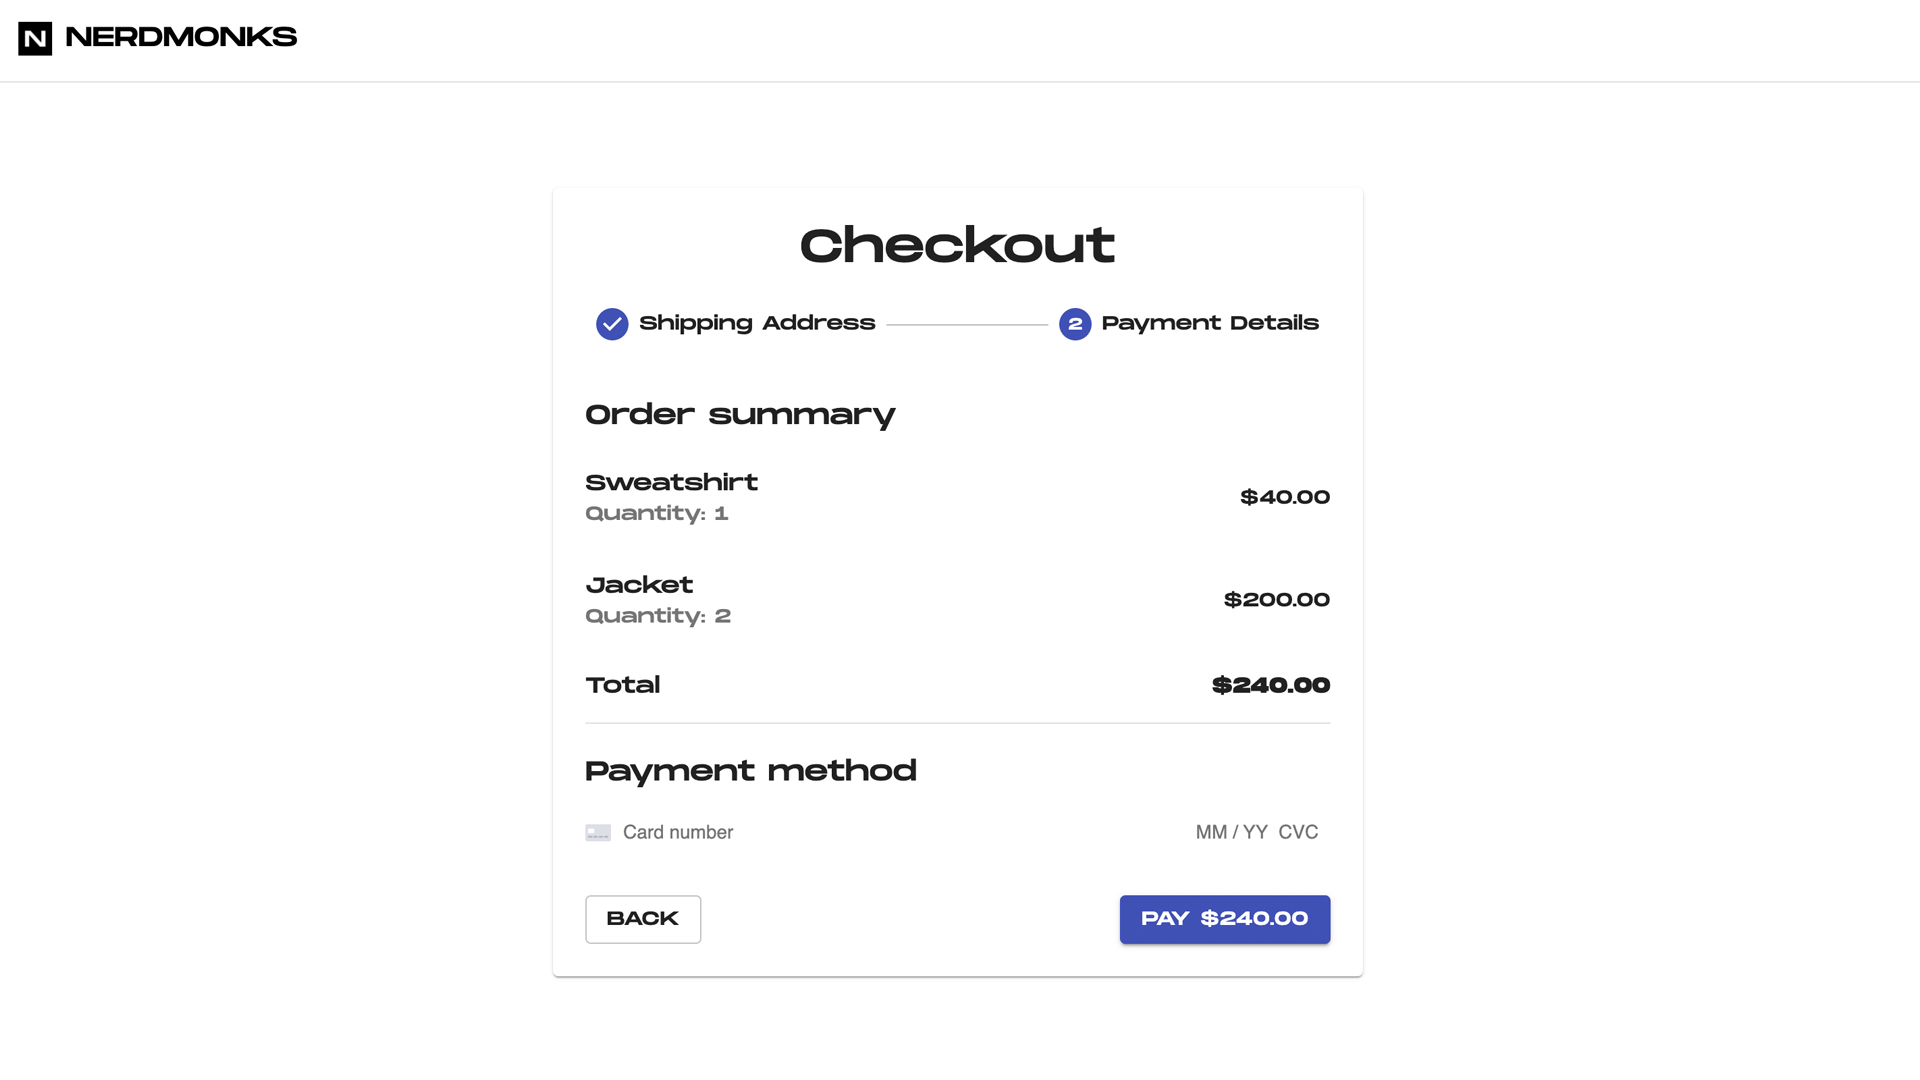 N NERDMONKS
Checkout
Shipping Address
2 Payment Details
Order summary
Sweatshirt
Quantity: 1
$40.00
Jacket
Quantity: 2
$200.00
Total
$240.00
Payment method
Card number
MM / YY CVC
BACK
PAY $240.00